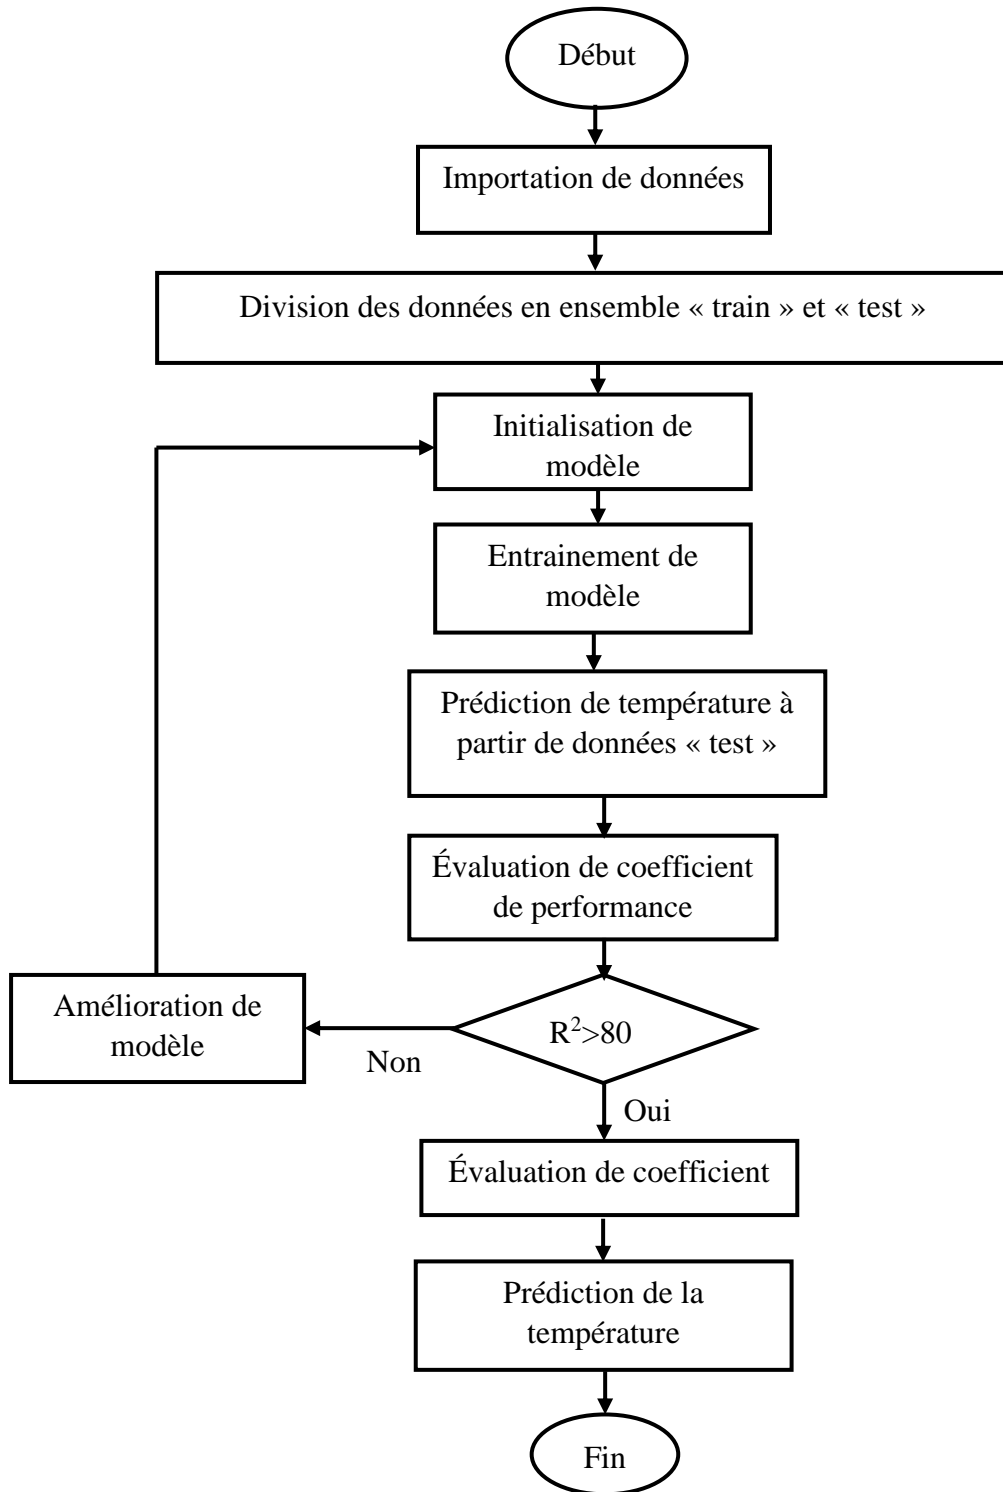 Début
Importation de données
Division des données en ensemble « train » et « test »
Initialisation de
modèle
Entrainement de
modèle
Prédiction de température à
partir de données « test »
Évaluation de coefficient
de performance
Amélioration de
modèle
R²>80
Non
Oui
Évaluation de coefficient
Prédiction de la
température
Fin